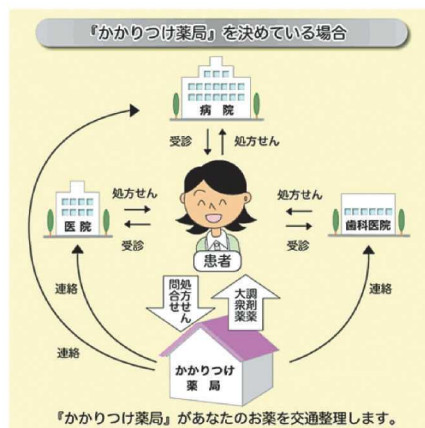 『かかりつけ薬局』を決めている場合
病院
受診
処方せん
処方せん
医院
受診
処方せん
歯科医院
受診
患者
連絡
処方せん
問合せ
調剤薬
大衆薬
連絡
連絡
かかりつけ
薬局
『かかりつけ薬局』があなたのお薬を交通整理します。